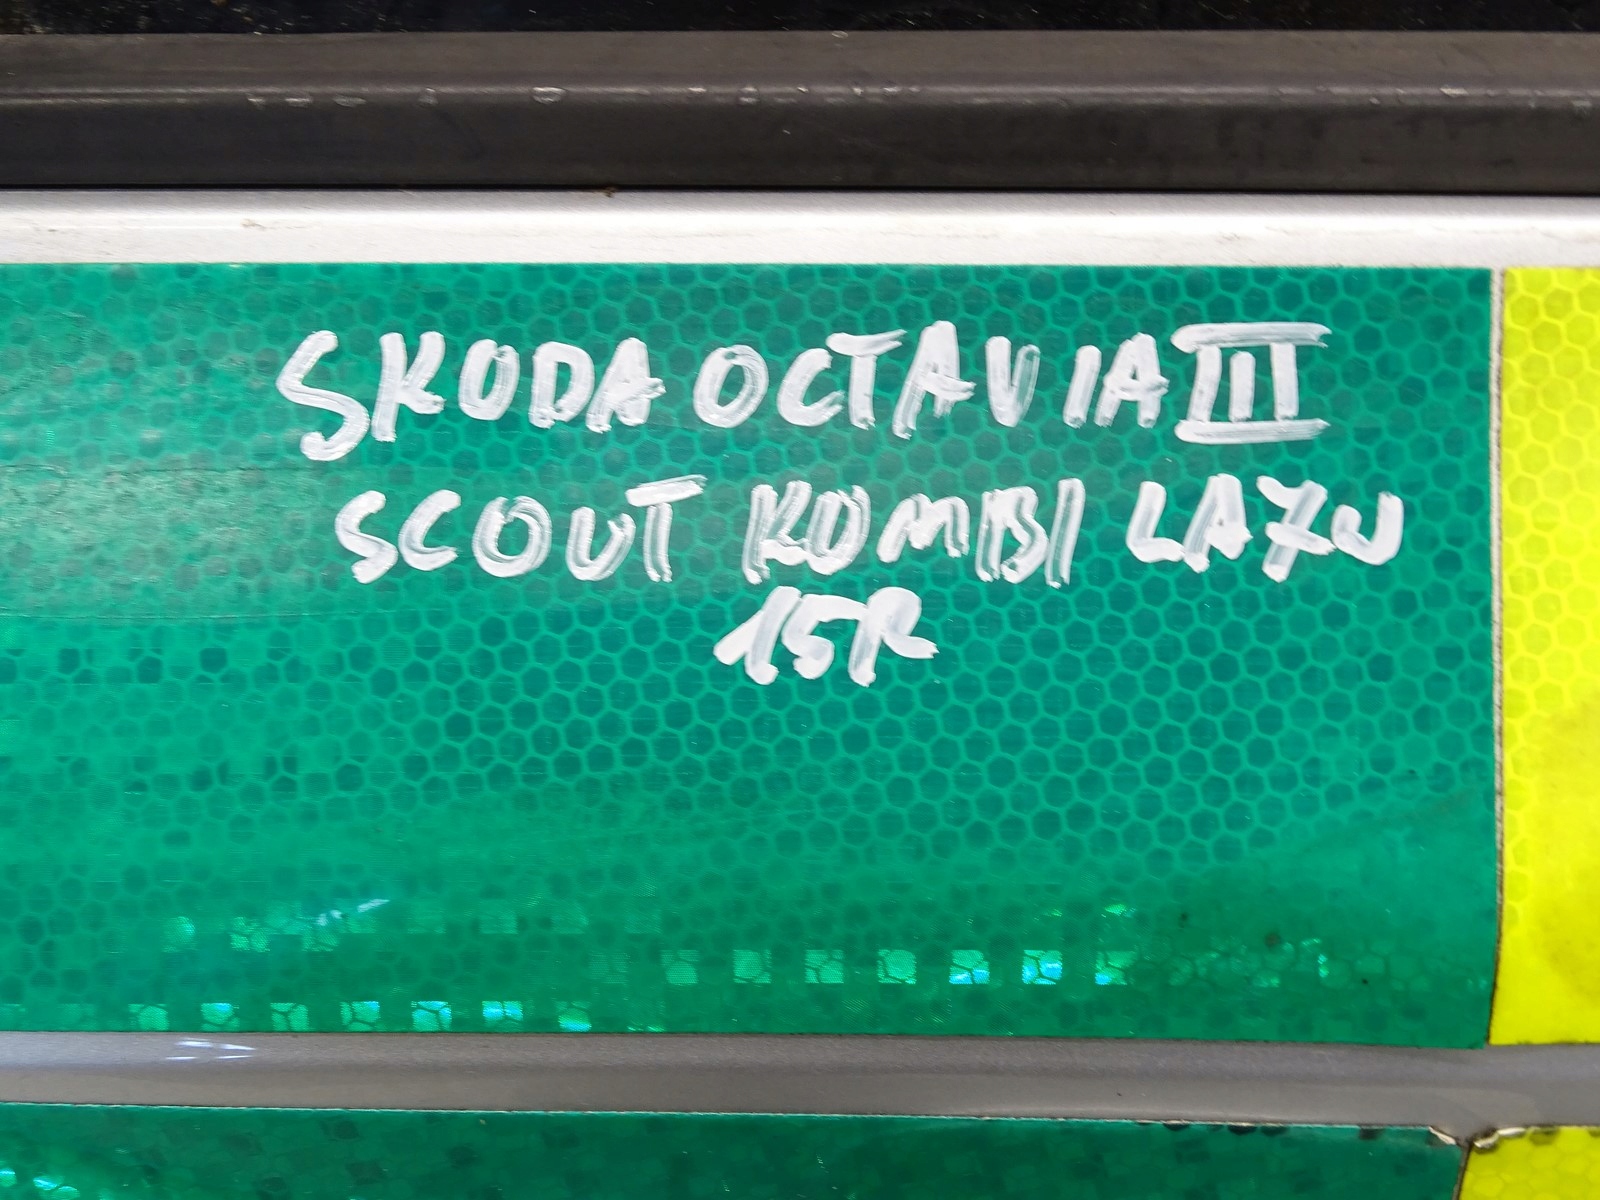 SKODA OCTAVIA III
SCOUT KOMBI LA7W
15R